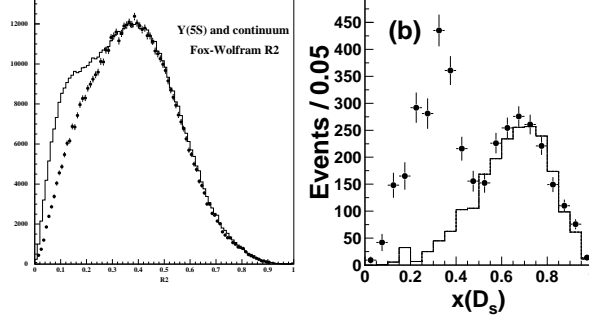 Y(5S) and continuum
Fox-Wolfram R2
12000
10000
8000
6000
4000
2000
0
0 0.1 0.2 0.3 0.4 0.5 0.6 0.7 0.8 0.9 1
R2
(b)
Events / 0.05
450
400
350
300
250
200
150
100
50
0
0 0.2 0.4 0.6 0.8
x(Ds)